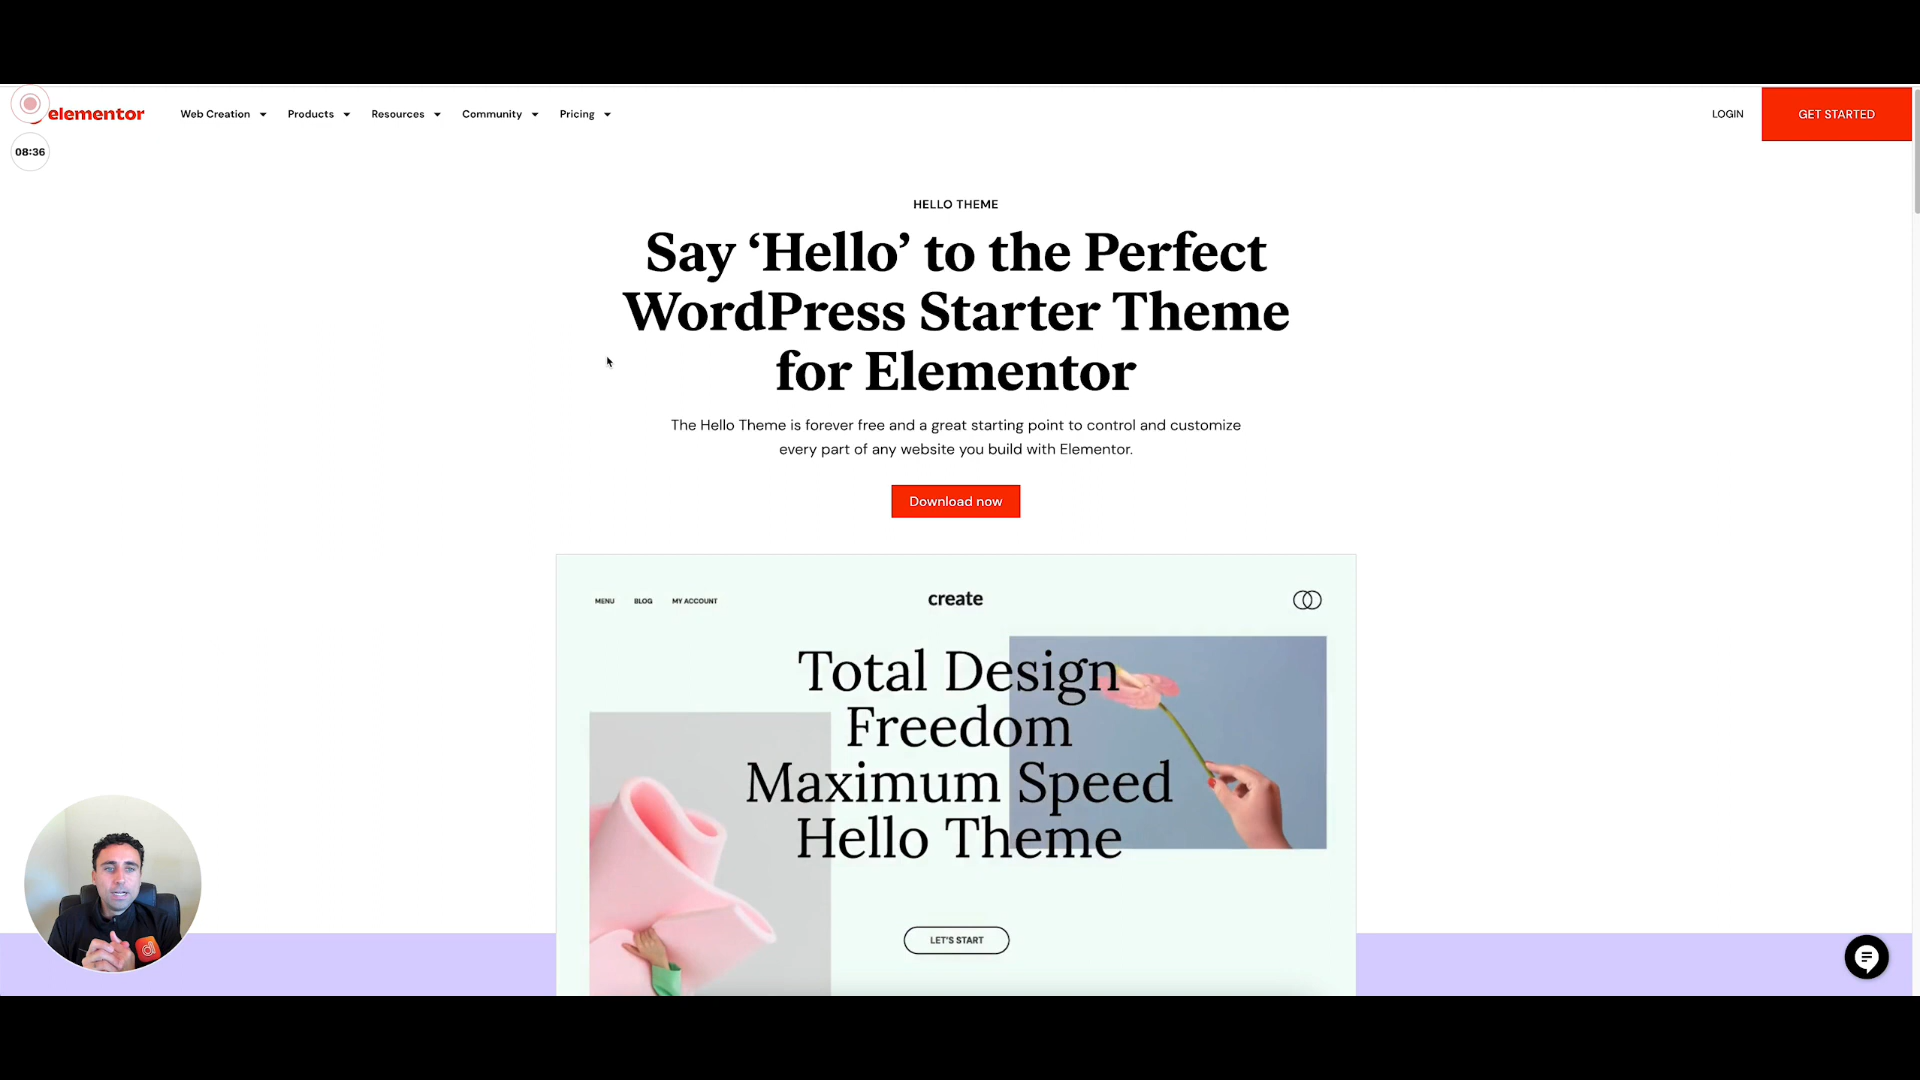 elementor
Web Creation
Products
Resources
Community
Pricing
LOGIN
GET STARTED
08:36
HELLO THEME
Say ‘Hello’ to the Perfect
WordPress Starter Theme
for Elementor
The Hello Theme is forever free and a great starting point to control and customize
every part of any website you build with Elementor.
Download now
MENU
BLOG
MY ACCOUNT
create
Total Design
Freedom
Maximum Speed
Hello Theme
LET'S START